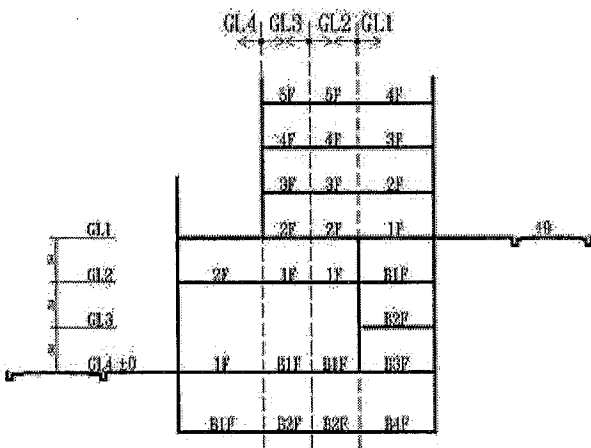 GL4 GL3 GL2 GL1
5F 5F 4F
4F 4F 3F
3F 3F 2F
GL1 2F 2F 1F ±0
GL2 2F 1F 1F B1F
GL3 B2F
GL4 ±0 1F B1F B1F B3F
B1F B2F B2F B4F